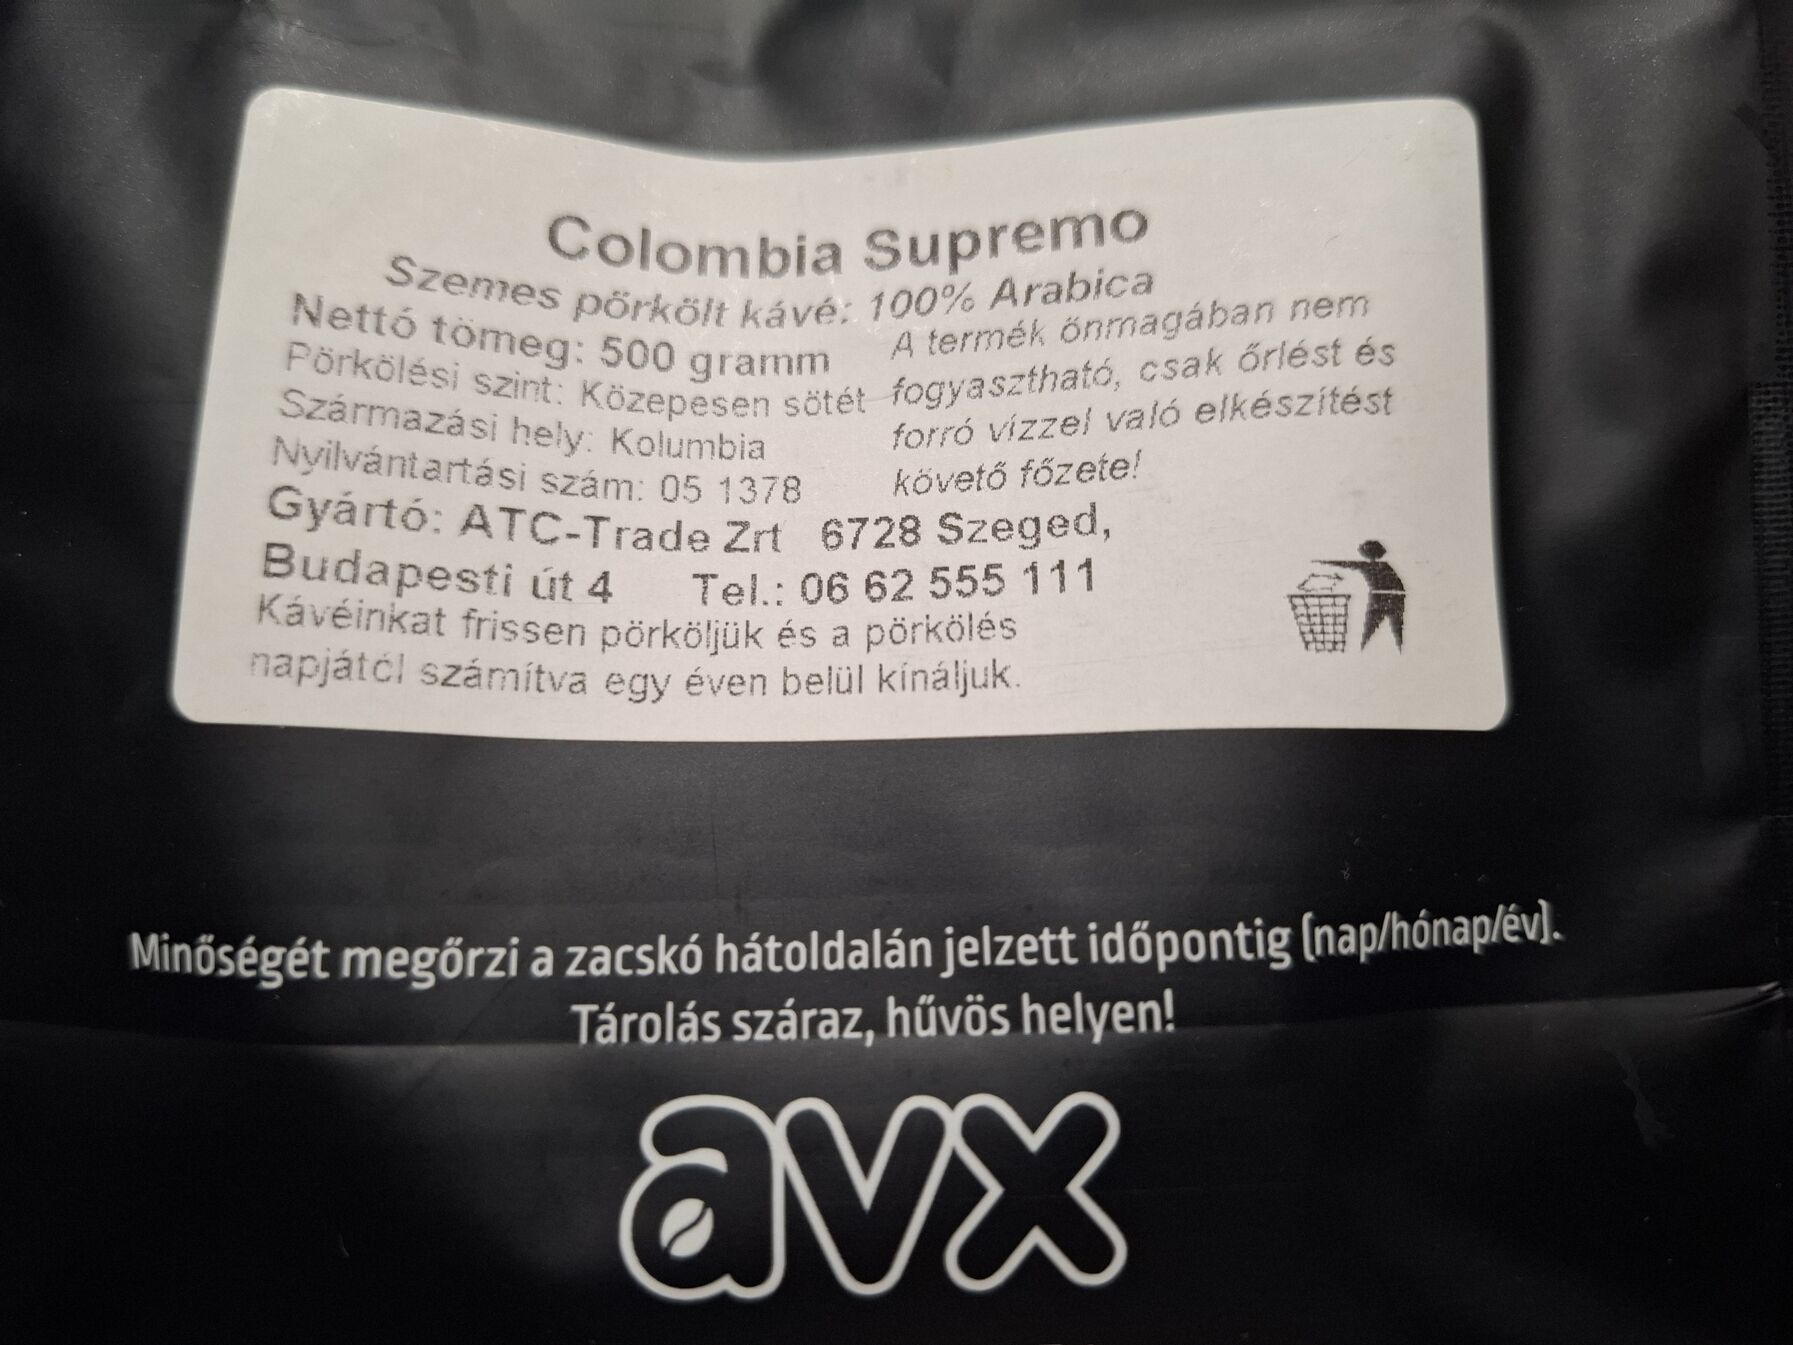 Colombia Supremo
Szemes pörkölt kávé: 100% Arabica
Nettó tömeg: 500 gramm
Pörkölési szint: Közepesen sötét
Származási hely: Kolumbia
Nyilvántartási szám: 05 1378
A termék önmagában nem
fogyasztható, csak őrlést és
forró vízzel való elkészítést
követő főzete!
Gyártó: ATC-Trade Zrt 6728 Szeged,
Budapesti út 4 Tel.: 06 62 555 111
Kávéinkat frissen pörköljük és a pörkölés
napjától számítva egy éven belül kínáljuk.
Minőségét megőrzi a zacskó hátoldalán jelzett időpontig (nap/hónap/év).
Tárolás száraz, hűvös helyen!
avx